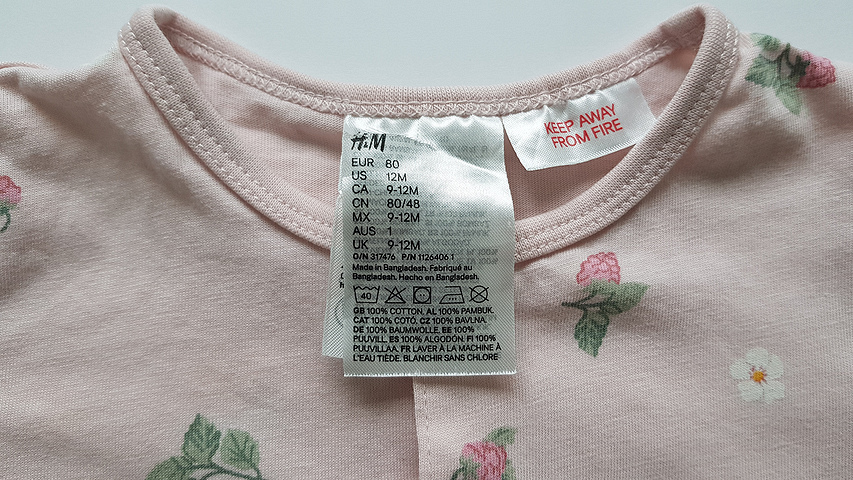 H&M
EUR 80
US 12M
CA 9-12M
CN 80/48
MX 9-12M
AUS 1
UK 9-12M
O/N 317476 P/N 1126406 1
Made in Bangladesh. Fabriqué au
Bangladesh. Hecho en Bangladesh.
40
GB 100% COTTON. AL 100% PAMBUK.
CAT 100% COTÓ. CZ 100% BAVLNA.
DE 100% BAUMWOLLE. EE 100%
PUUVILL. ES 100% ALGODÓN. FI 100%
PUUVILLAA. FR LAVER À LA MACHINE À
L'EAU TIÈDE. BLANCHIR SANS CHLORE
KEEP AWAY
FROM FIRE